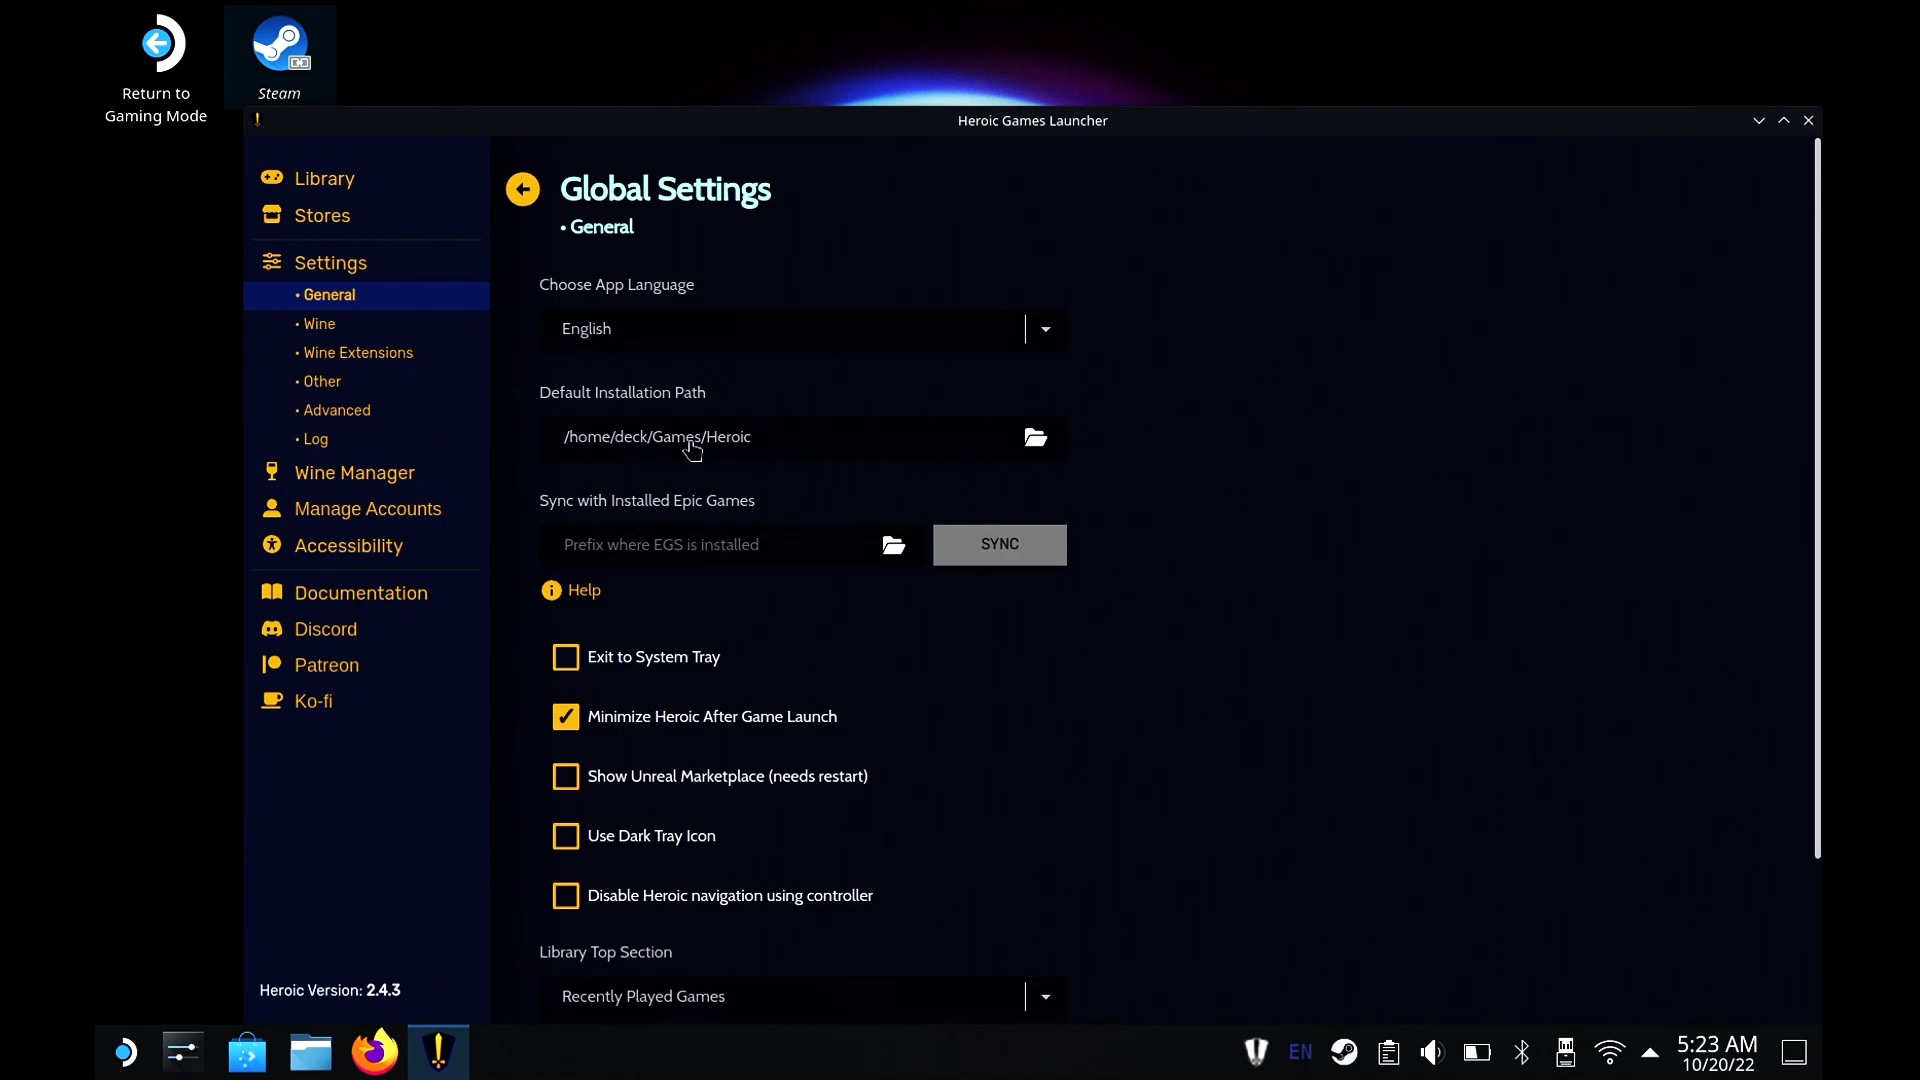 Return to
Gaming Mode
Steam
Heroic Games Launcher
Library
Stores
Settings
• General
• Wine
• Wine Extensions
• Other
• Advanced
• Log
Wine Manager
Manage Accounts
Accessibility
Documentation
Discord
Patreon
Ko-fi
Heroic Version: 2.4.3
Global Settings
• General
Choose App Language
English
Default Installation Path
/home/deck/Games/Heroic
Sync with Installed Epic Games
Prefix where EGS is installed
SYNC
Help
Exit to System Tray
Minimize Heroic After Game Launch
Show Unreal Marketplace (needs restart)
Use Dark Tray Icon
Disable Heroic navigation using controller
Library Top Section
Recently Played Games
EN
5:23 AM
10/20/22